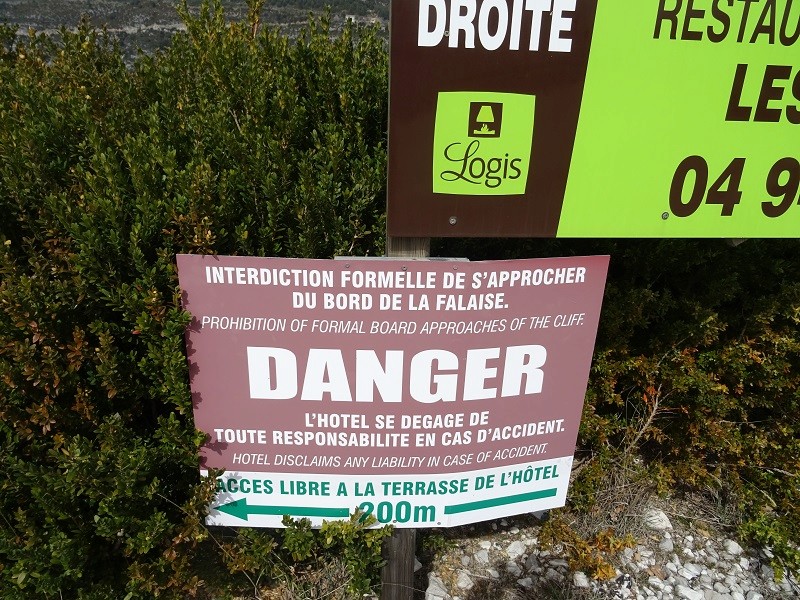 DROITE
Logis
LES
04
INTERDICTION FORMELLE DE S'APPROCHER
DU BORD DE LA FALAISE.
PROHIBITION OF FORMAL BOARD APPROACHES OF THE CLIFF.
DANGER
L'HOTEL SE DEGAGE DE
TOUTE RESPONSABILITE EN CAS D'ACCIDENT.
HOTEL DISCLAIMS ANY LIABILITY IN CASE OF ACCIDENT.
ACCES LIBRE A LA TERRASSE DE L'HÔTEL
200m